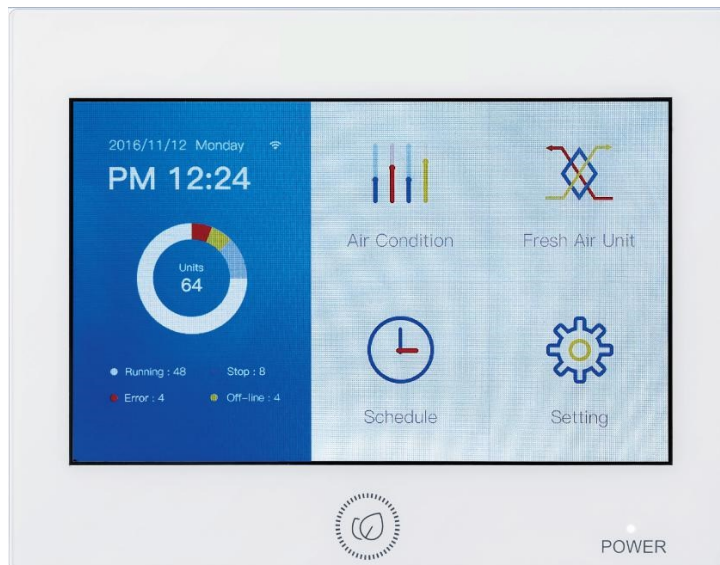 2016/11/12 Monday
PM 12:24
Units
64
Running : 48
Stop : 8
Error : 4
Off-line : 4
Air Condition
Fresh Air Unit
Schedule
Setting
POWER